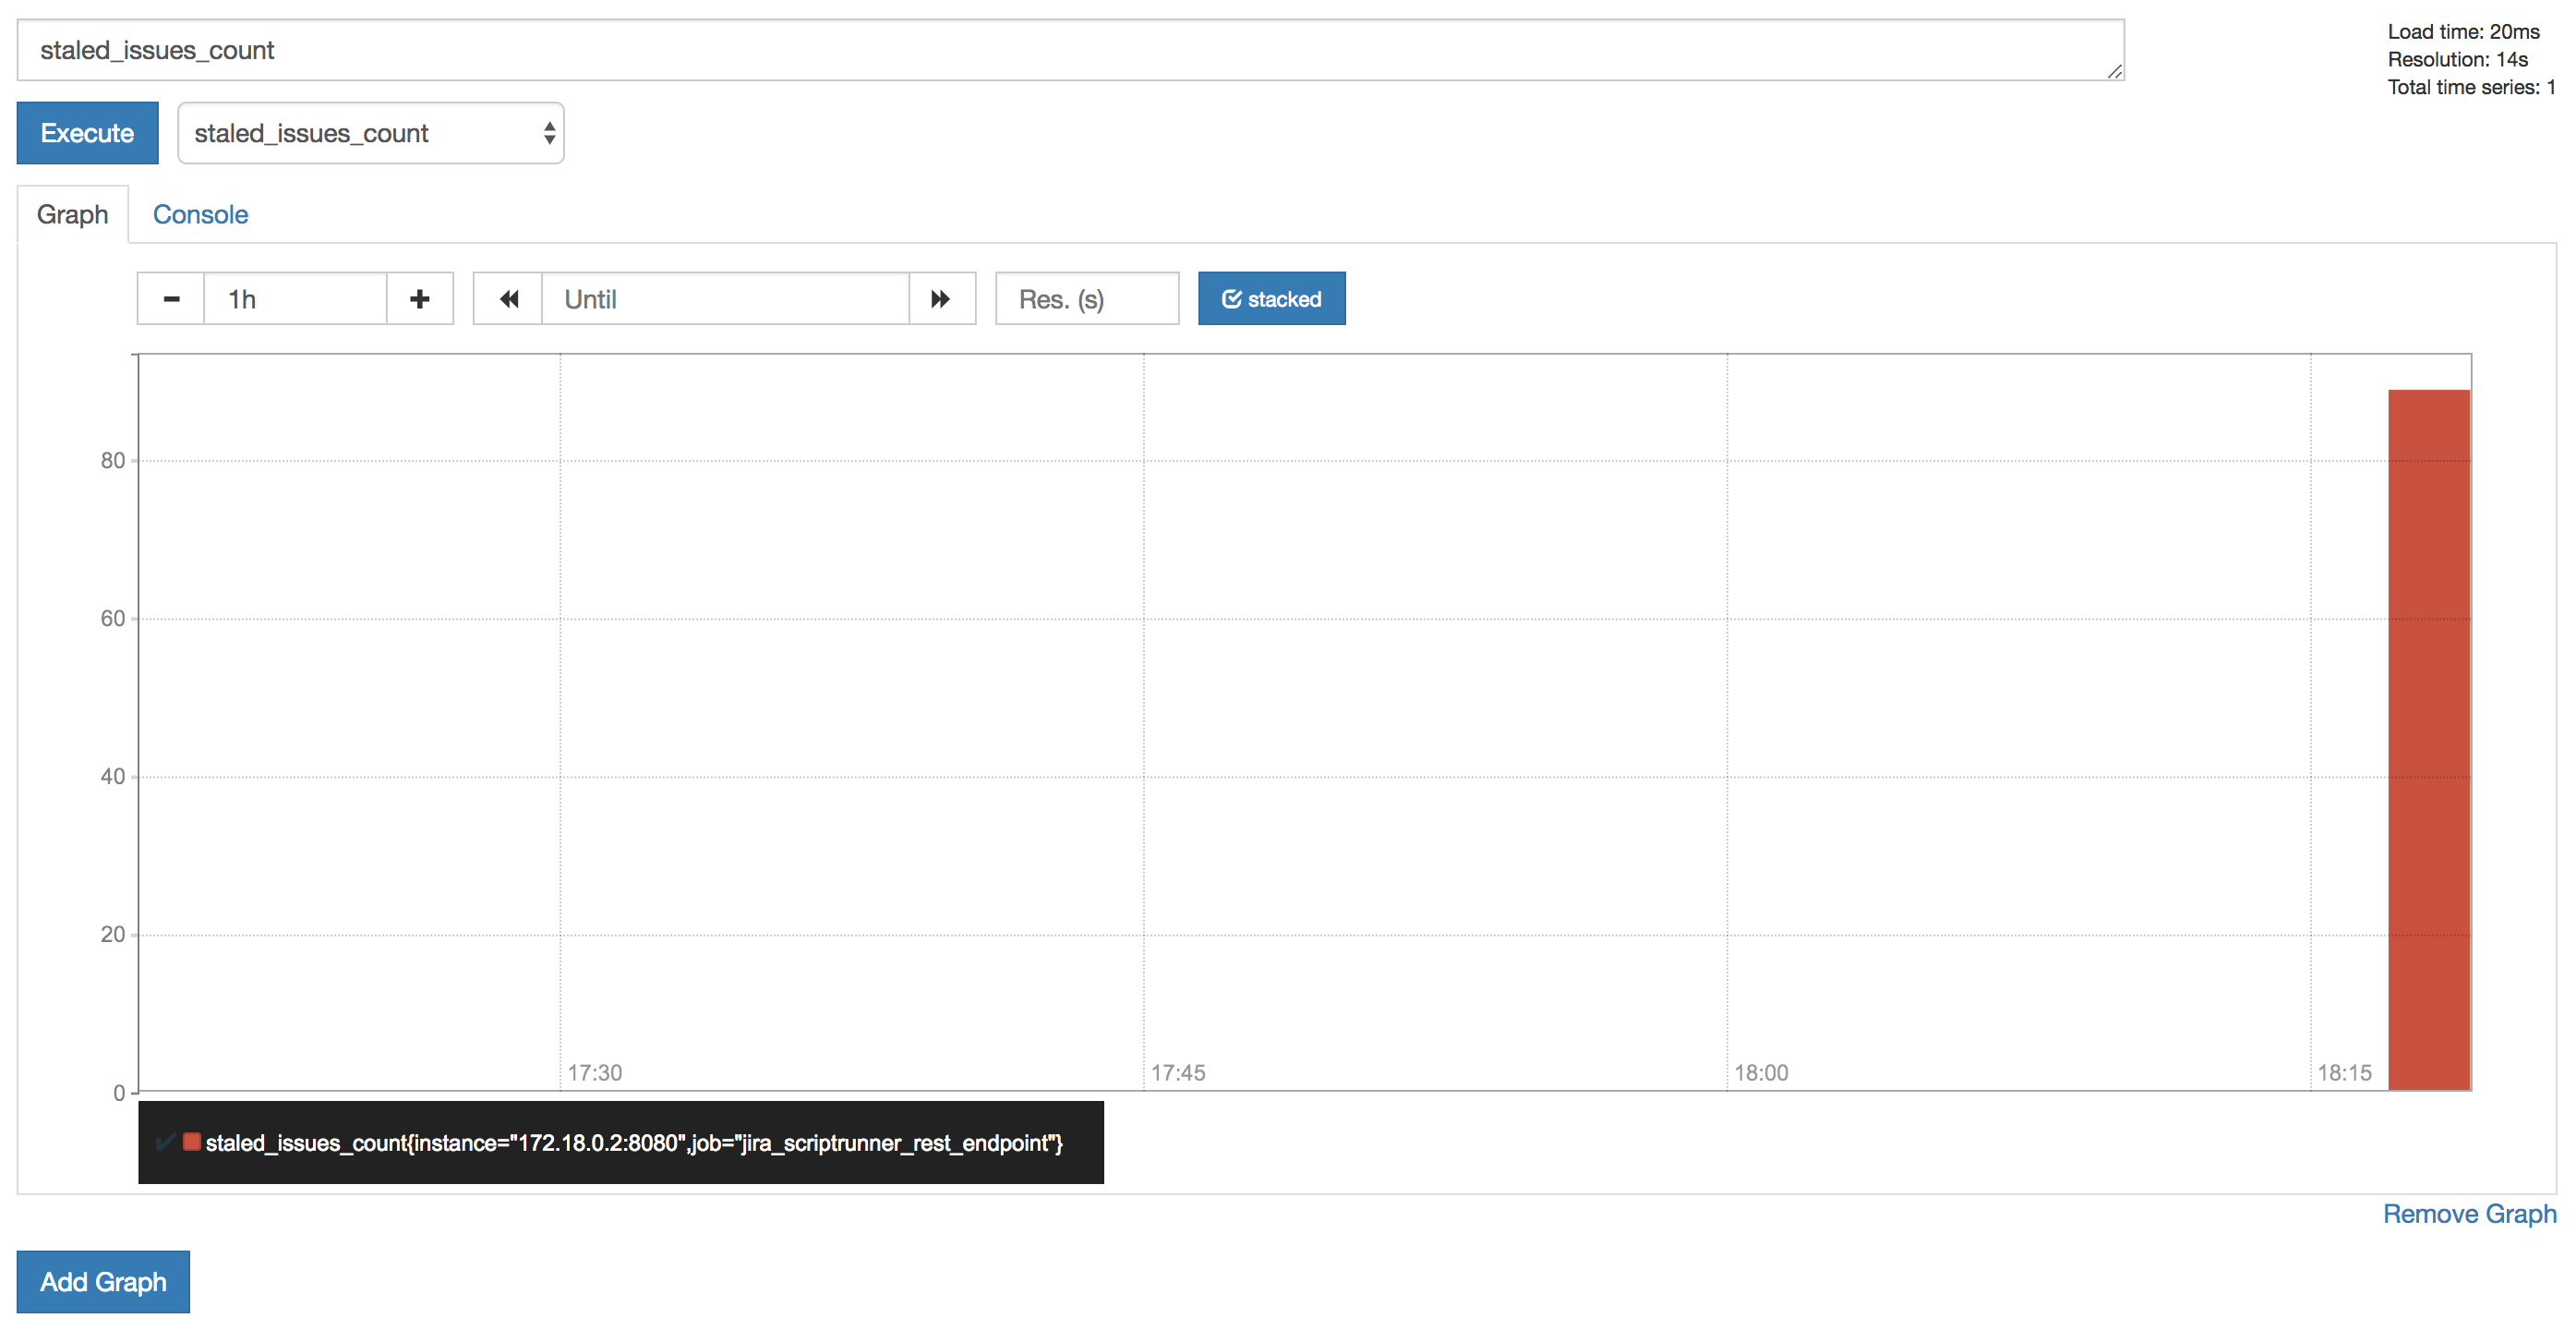 staled_issues_count
Load time: 20ms
Resolution: 14s
Total time series: 1
Execute
staled_issues_count
Graph
Console
1h
Until
Res. (s)
stacked
80
60
40
20
0
17:30
17:45
18:00
18:15
staled_issues_count{instance="172.18.0.2:8080",job="jira_scriptrunner_rest_endpoint"}
Remove Graph
Add Graph